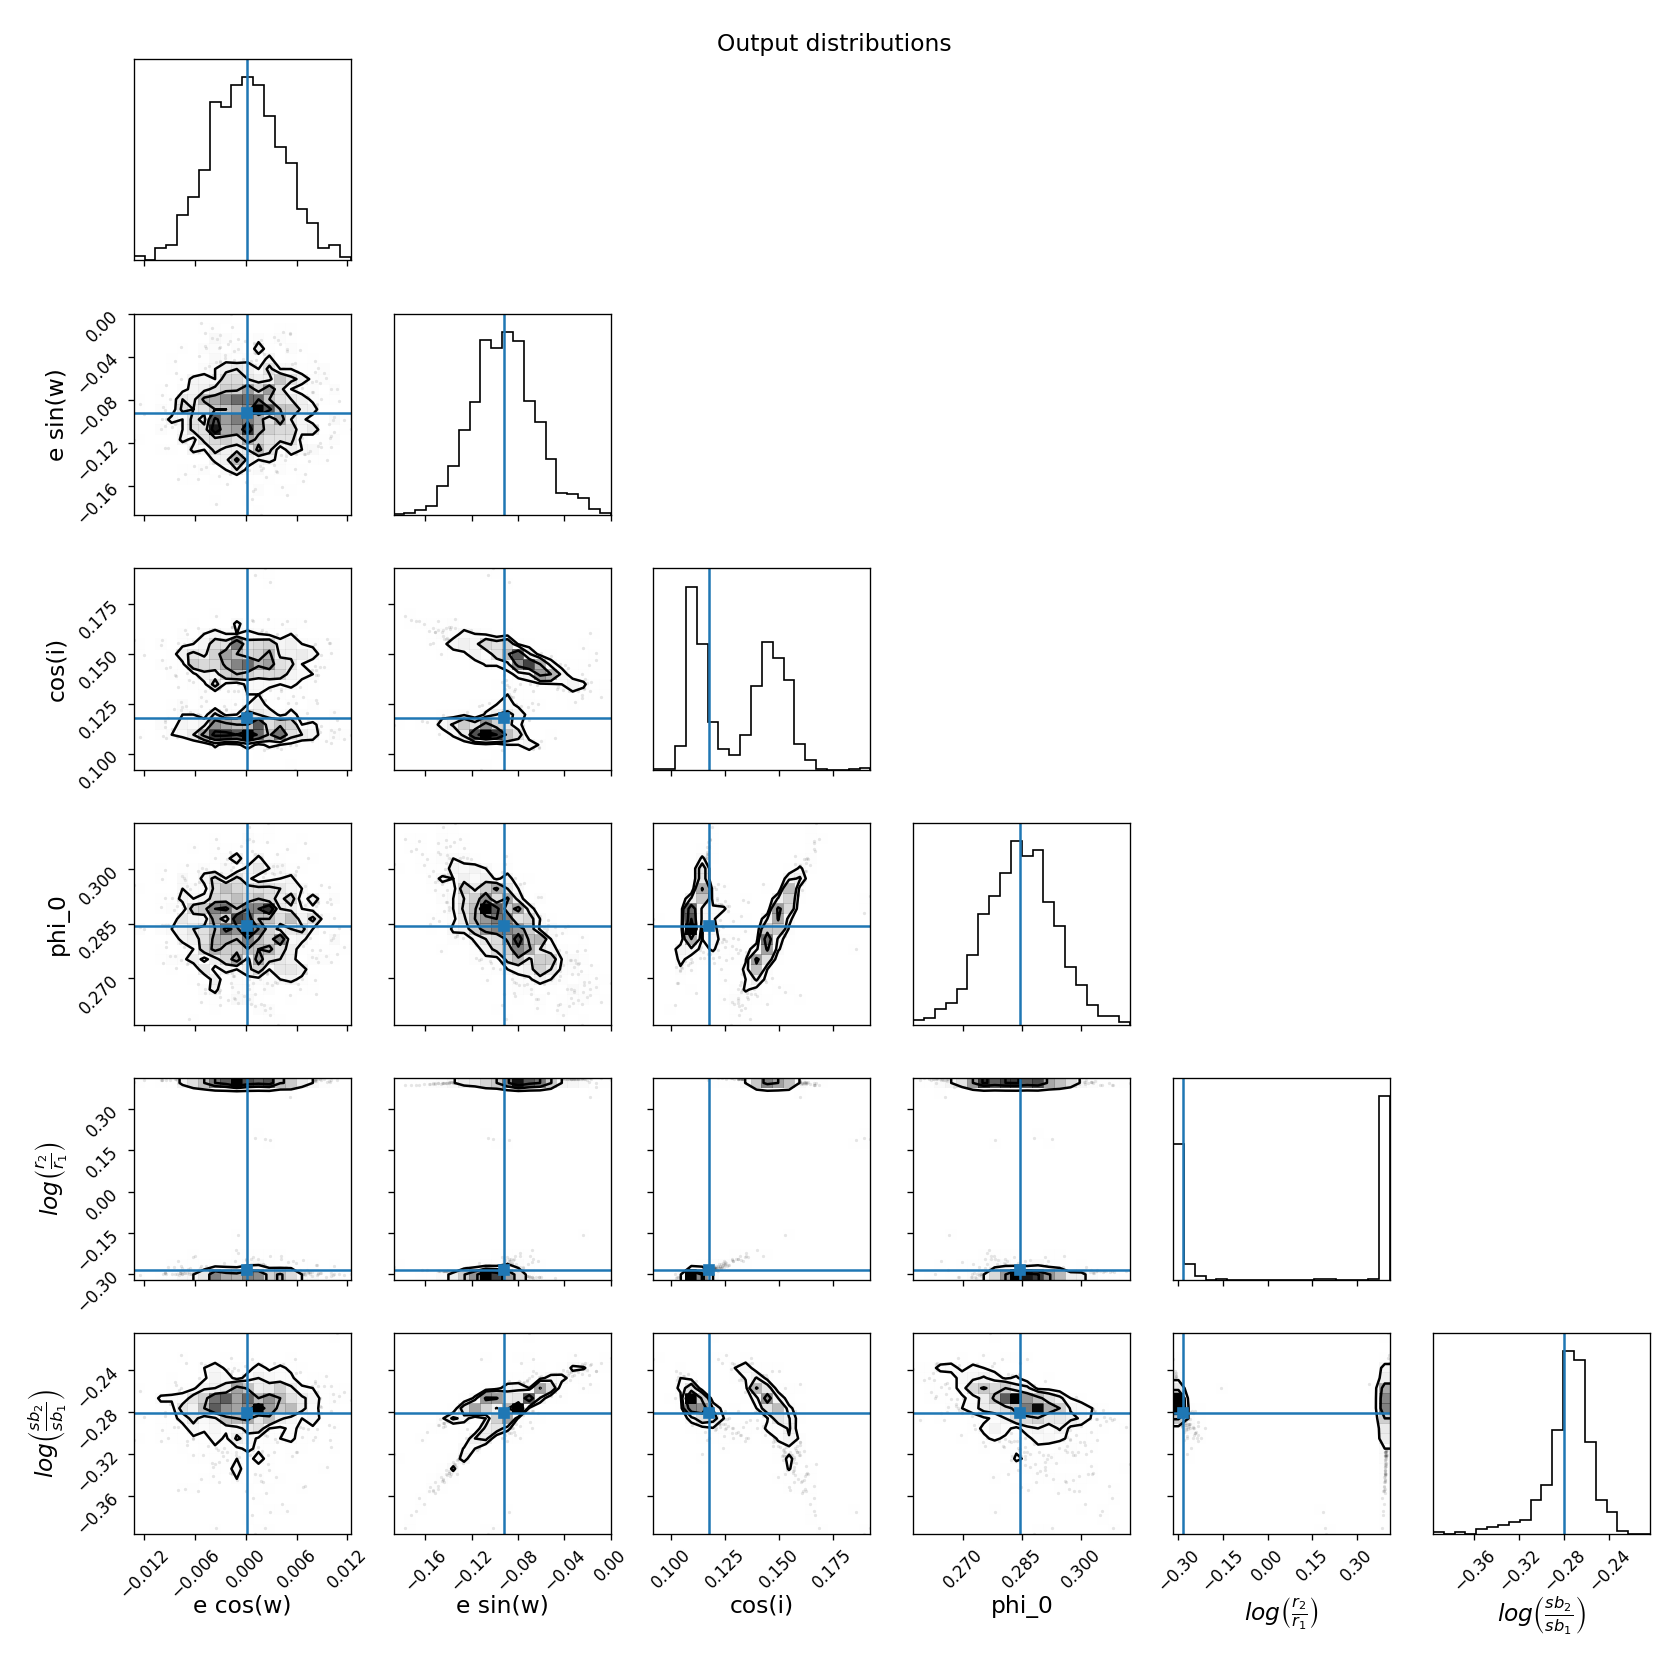 Output distributions
0.00
−0.04
−0.08
−0.12
−0.16
e sin(w)
0.175
0.150
0.125
0.100
cos(i)
0.300
0.285
0.270
phi_0
0.30
0.15
0.00
−0.15
−0.30
log(r2/r1)
−0.24
−0.28
−0.32
−0.36
log(sb2/sb1)
−0.012 −0.006 0.000 0.006 0.012 −0.16 −0.12 −0.08 −0.04 0.00 0.100 0.125 0.150 0.175 0.270 0.285 0.300 −0.30 −0.15 0.00 0.15 0.30 −0.36 −0.32 −0.28 −0.24
e cos(w) e sin(w) cos(i) phi_0 log(r2/r1) log(sb2/sb1)